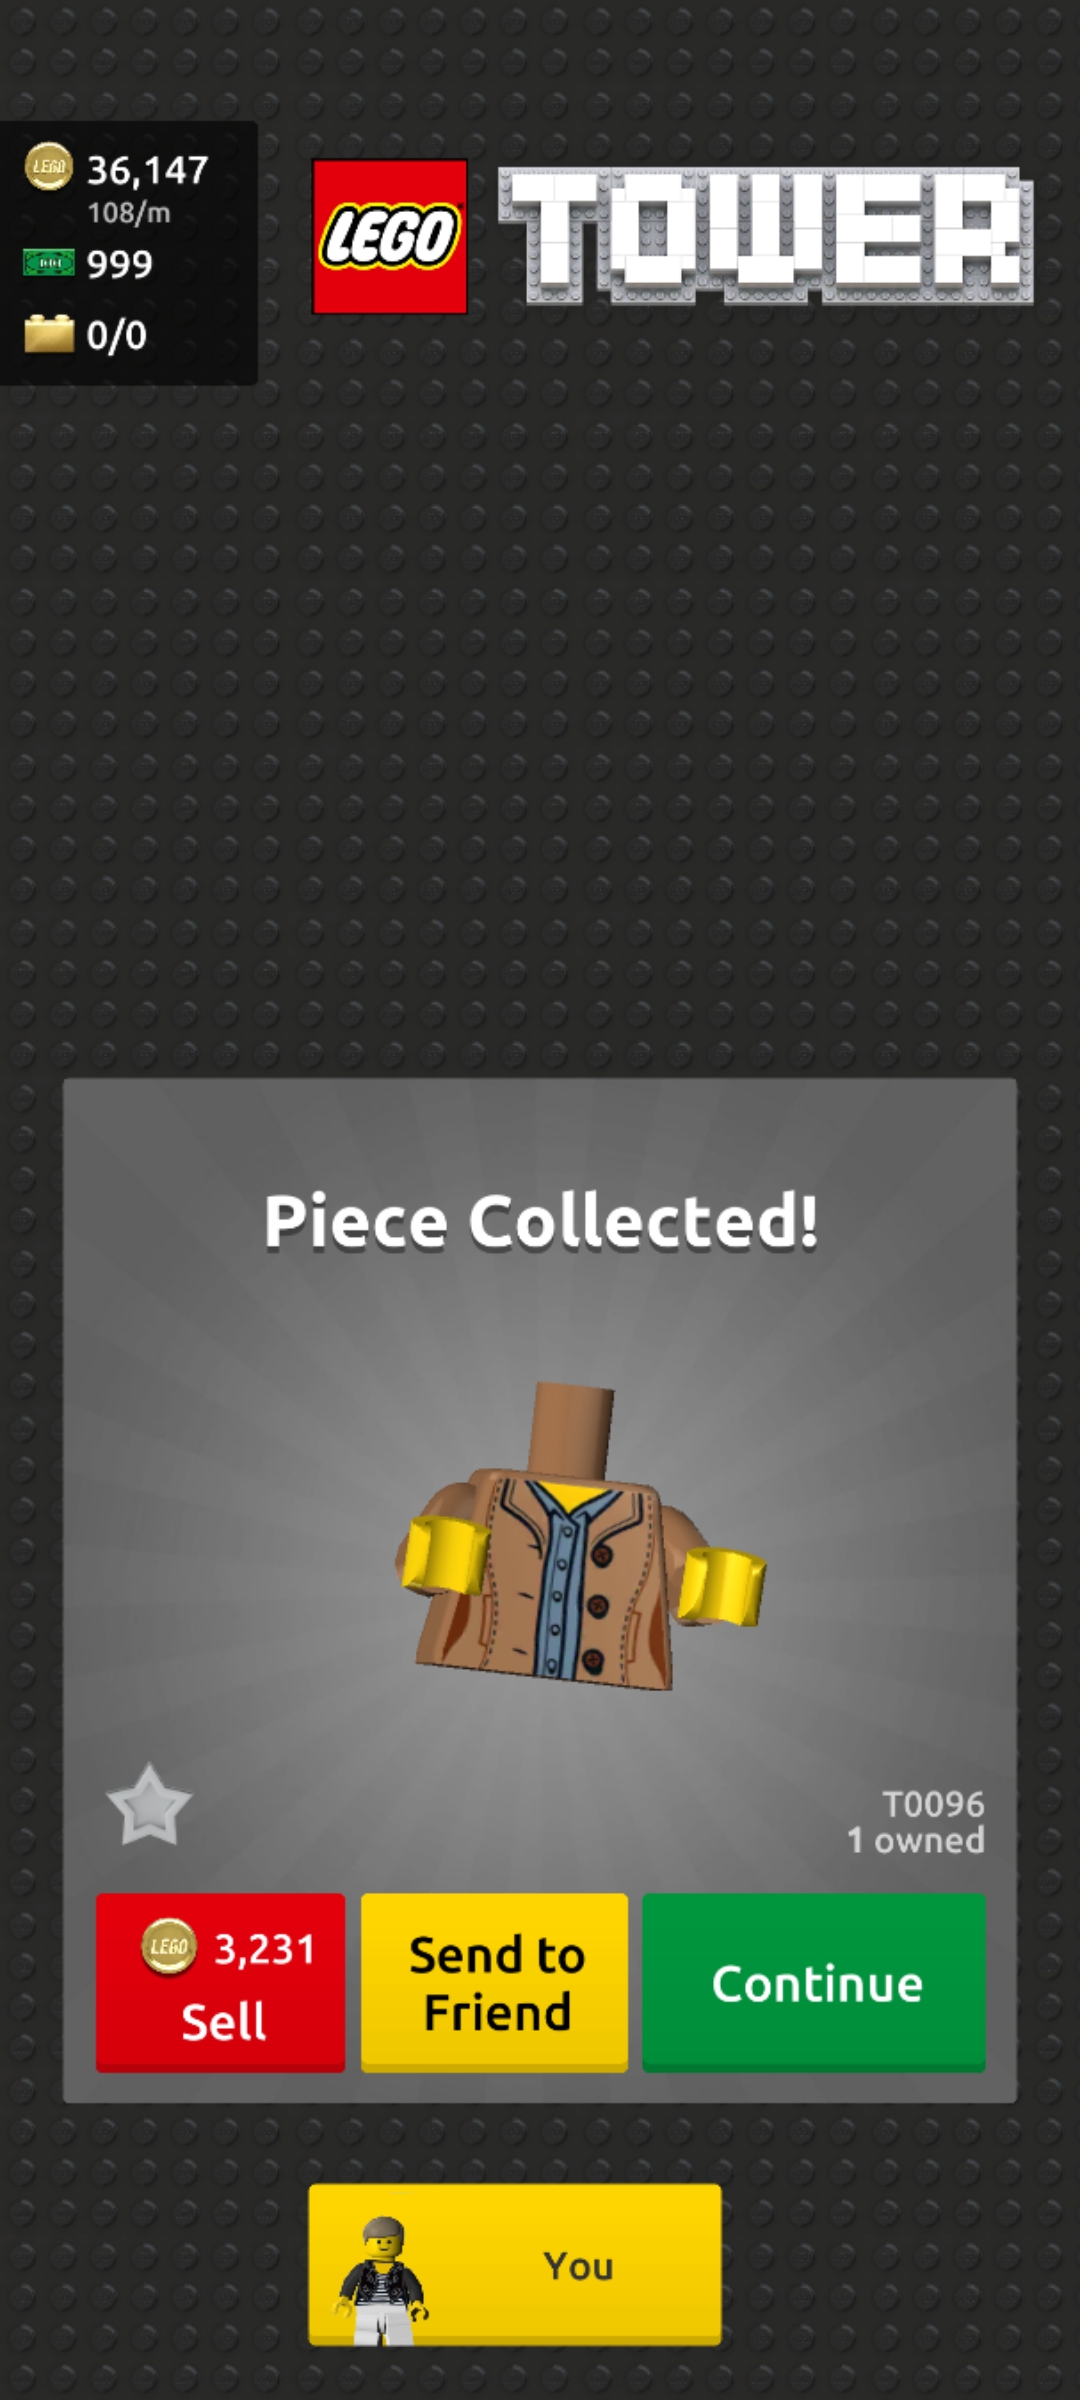 LEGO 36,147
108/m
999
0/0
LEGO
TOWER
Piece Collected!
T0096
1 owned
LEGO 3,231
Sell
Send to
Friend
Continue
You